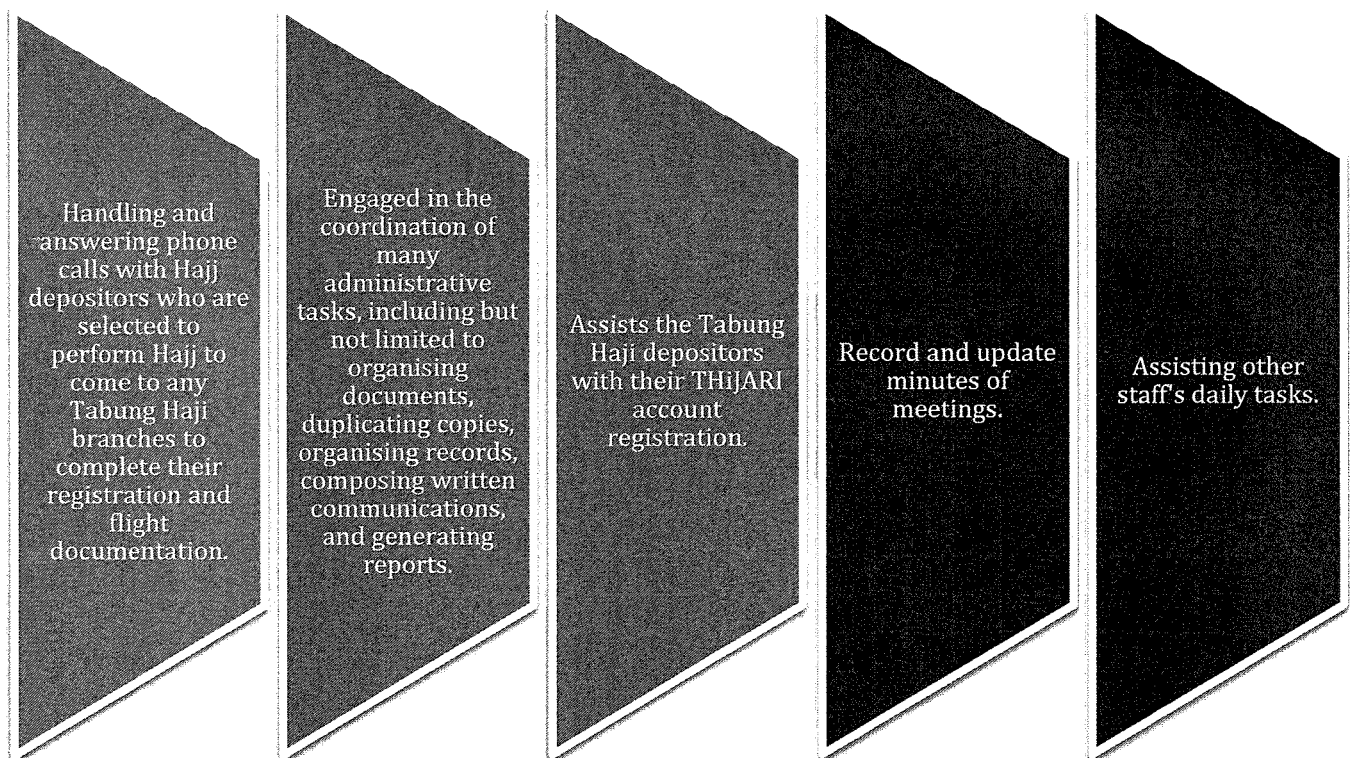 Handling and
answering phone
calls with Hajj
depositors who are
selected to
perform Hajj to
come to any
Tabung Haji
branches to
complete their
registration and
flight
documentation.
Engaged in the
coordination of
many
administrative
tasks, including but
not limited to
organising
documents,
duplicating copies,
organising records,
composing written
communications,
and generating
reports.
Assists the Tabung
Haji depositors
with their THiJARI
account
registration.
Record and update
minutes of
meetings.
Assisting other
staff's daily tasks.